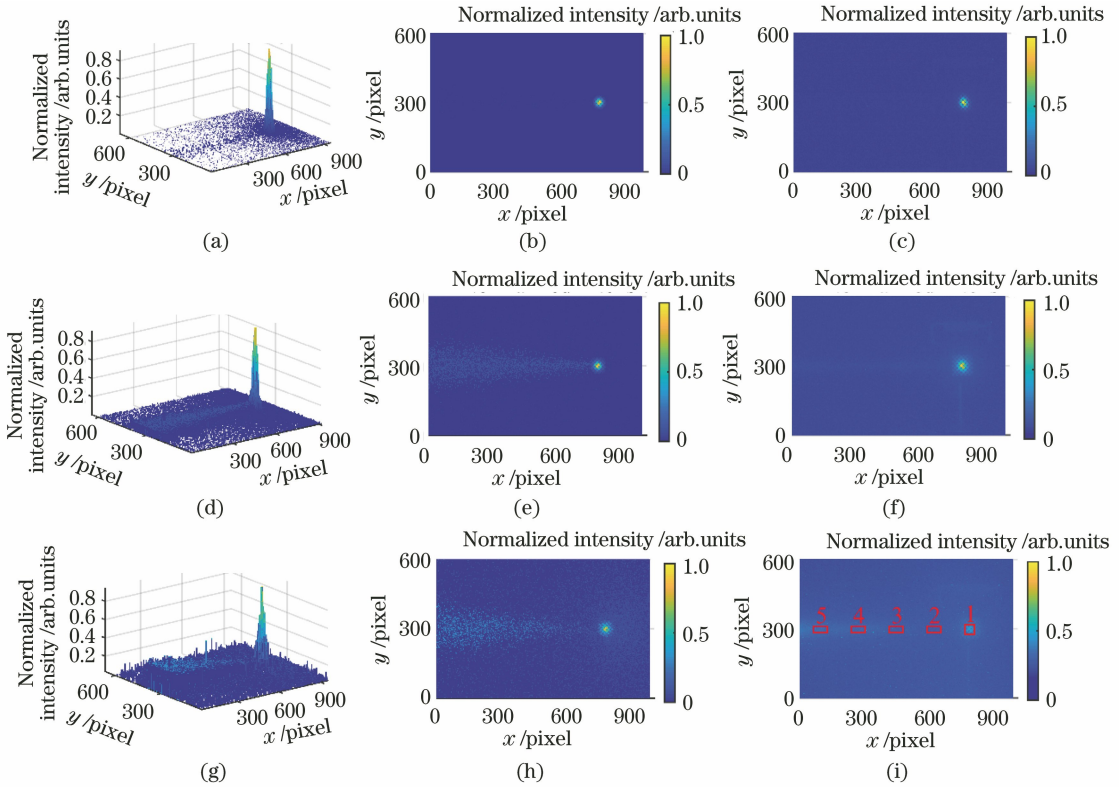 Normalized
intensity /arb.units
0.8
0.6
0.4
0.2
600
300
y /pixel
300 600 900
x /pixel
(a)
Normalized intensity /arb.units
600
300
0
y /pixel
0 300 600 900
x /pixel
1.0
0.5
0
(b)
Normalized intensity /arb.units
600
300
0
y /pixel
0 300 600 900
x /pixel
1.0
0.5
0
(c)
Normalized
intensity /arb.units
0.8
0.6
0.4
0.2
600
300
y /pixel
300 600 900
x /pixel
(d)
Normalized intensity /arb.units
600
300
0
y /pixel
0 300 600 900
x /pixel
1.0
0.5
0
(e)
Normalized intensity /arb.units
600
300
0
y /pixel
0 300 600 900
x /pixel
1.0
0.5
0
(f)
Normalized
intensity /arb.units
0.8
0.6
0.4
0.2
600
300
y /pixel
300 600 900
x /pixel
(g)
Normalized intensity /arb.units
600
300
0
y /pixel
0 300 600 900
x /pixel
1.0
0.5
0
(h)
Normalized intensity /arb.units
600
300
0
y /pixel
5 4 3 2 1
0 300 600 900
x /pixel
1.0
0.5
0
(i)